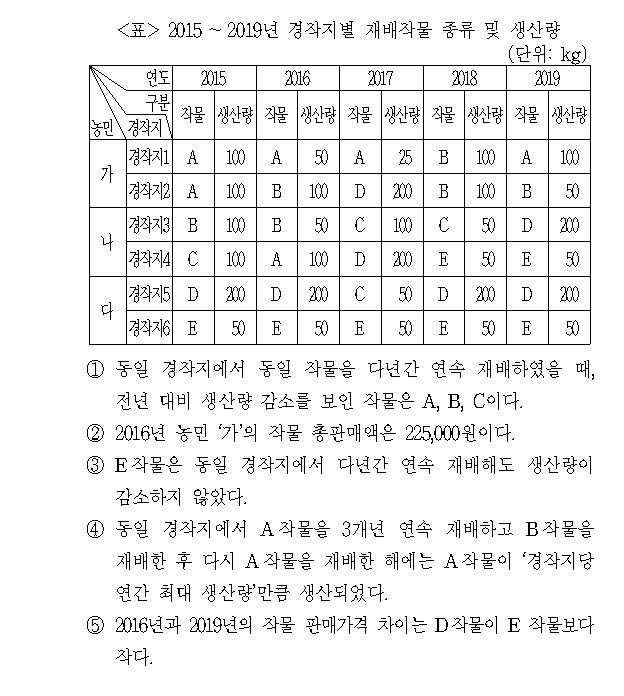 <표> 2015 ~ 2019년 경작지별 재배작물 종류 및 생산량
(단위: kg)
연도 2015 2016 2017 2018 2019
구분
농민 경작지 작물 생산량 작물 생산량 작물 생산량 작물 생산량 작물 생산량
가 경작지1 A 100 A 50 A 25 B 100 A 100
경작지2 A 100 B 100 D 200 B 100 B 50
나 경작지3 B 100 B 50 C 100 C 50 D 200
경작지4 C 100 A 100 D 200 E 50 E 50
다 경작지5 D 200 D 200 C 50 D 200 D 200
경작지6 E 50 E 50 E 50 E 50 E 50
① 동일 경작지에서 동일 작물을 다년간 연속 재배하였을 때,
전년 대비 생산량 감소를 보인 작물은 A, B, C이다.
② 2016년 농민 ‘가’의 작물 총판매액은 225,000원이다.
③ E작물은 동일 경작지에서 다년간 연속 재배해도 생산량이
감소하지 않았다.
④ 동일 경작지에서 A작물을 3개년 연속 재배하고 B작물을
재배한 후 다시 A작물을 재배한 해에는 A작물이 ‘경작지당
연간 최대 생산량’만큼 생산되었다.
⑤ 2016년과 2019년의 작물 판매가격 차이는 D작물이 E 작물보다
작다.